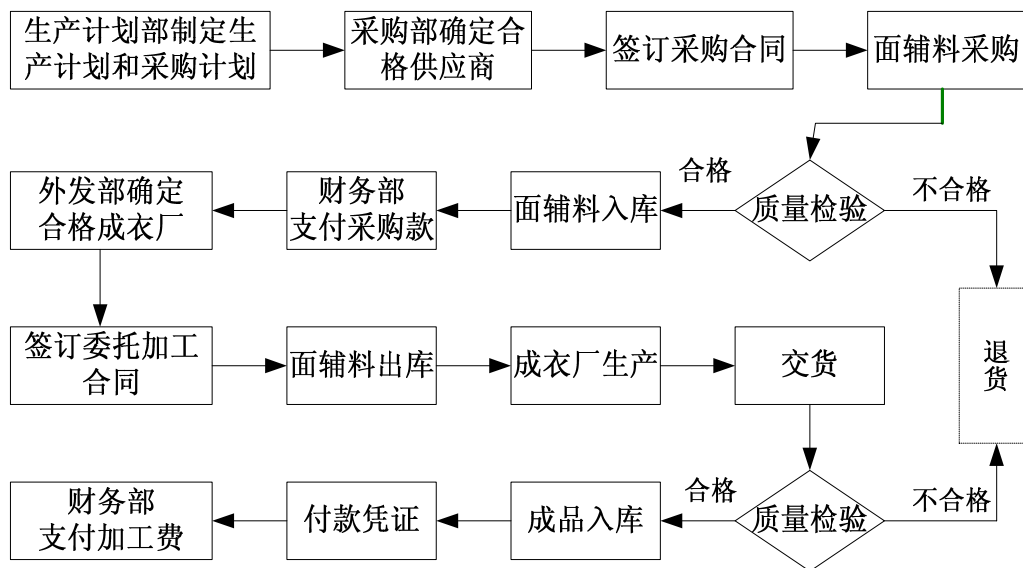 生产计划部制定生
产计划和采购计划
采购部确定合
格供应商
签订采购合同
面辅料采购
外发部确定
合格成衣厂
财务部
支付采购款
面辅料入库
合格
质量检验
不合格
签订委托加工
合同
面辅料出库
成衣厂生产
交货
退
货
财务部
支付加工费
付款凭证
成品入库
合格
质量检验
不合格